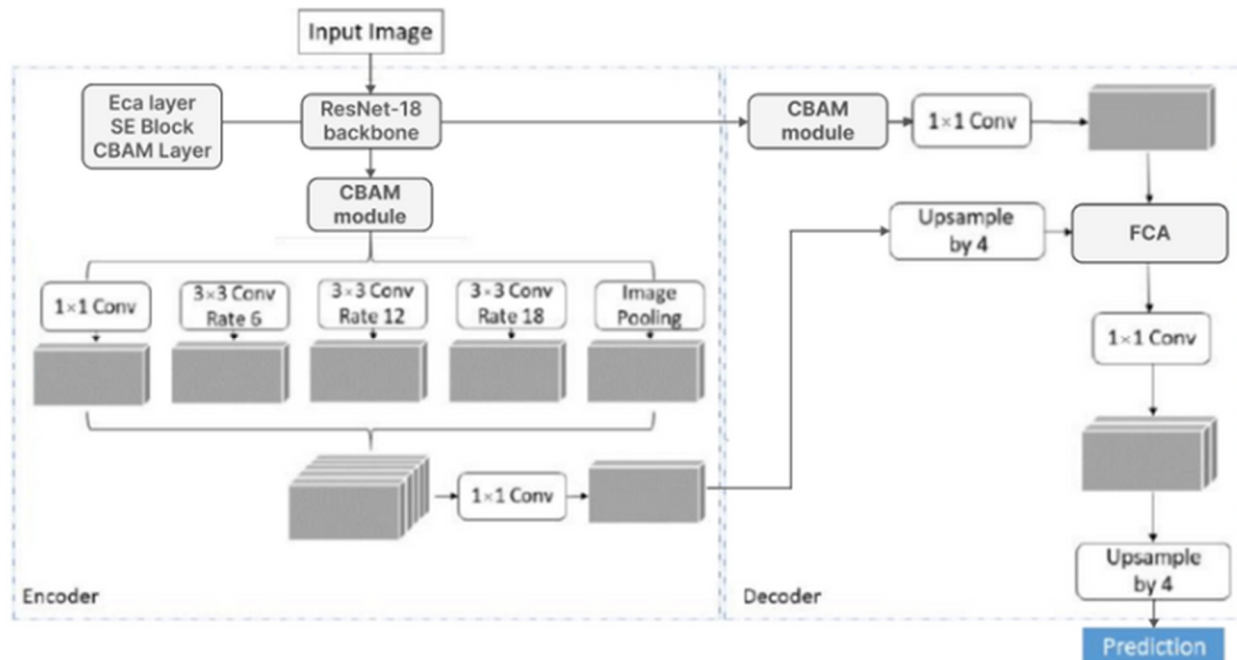 Input Image
Eca layer
SE Block
CBAM Layer
ResNet-18
backbone
CBAM
module
1×1 Conv
CBAM
module
Upsample
by 4
FCA
1×1 Conv
3×3 Conv
Rate 6
3×3 Conv
Rate 12
3×3 Conv
Rate 18
Image
Pooling
1×1 Conv
1×1 Conv
Upsample
by 4
Encoder
Decoder
Prediction